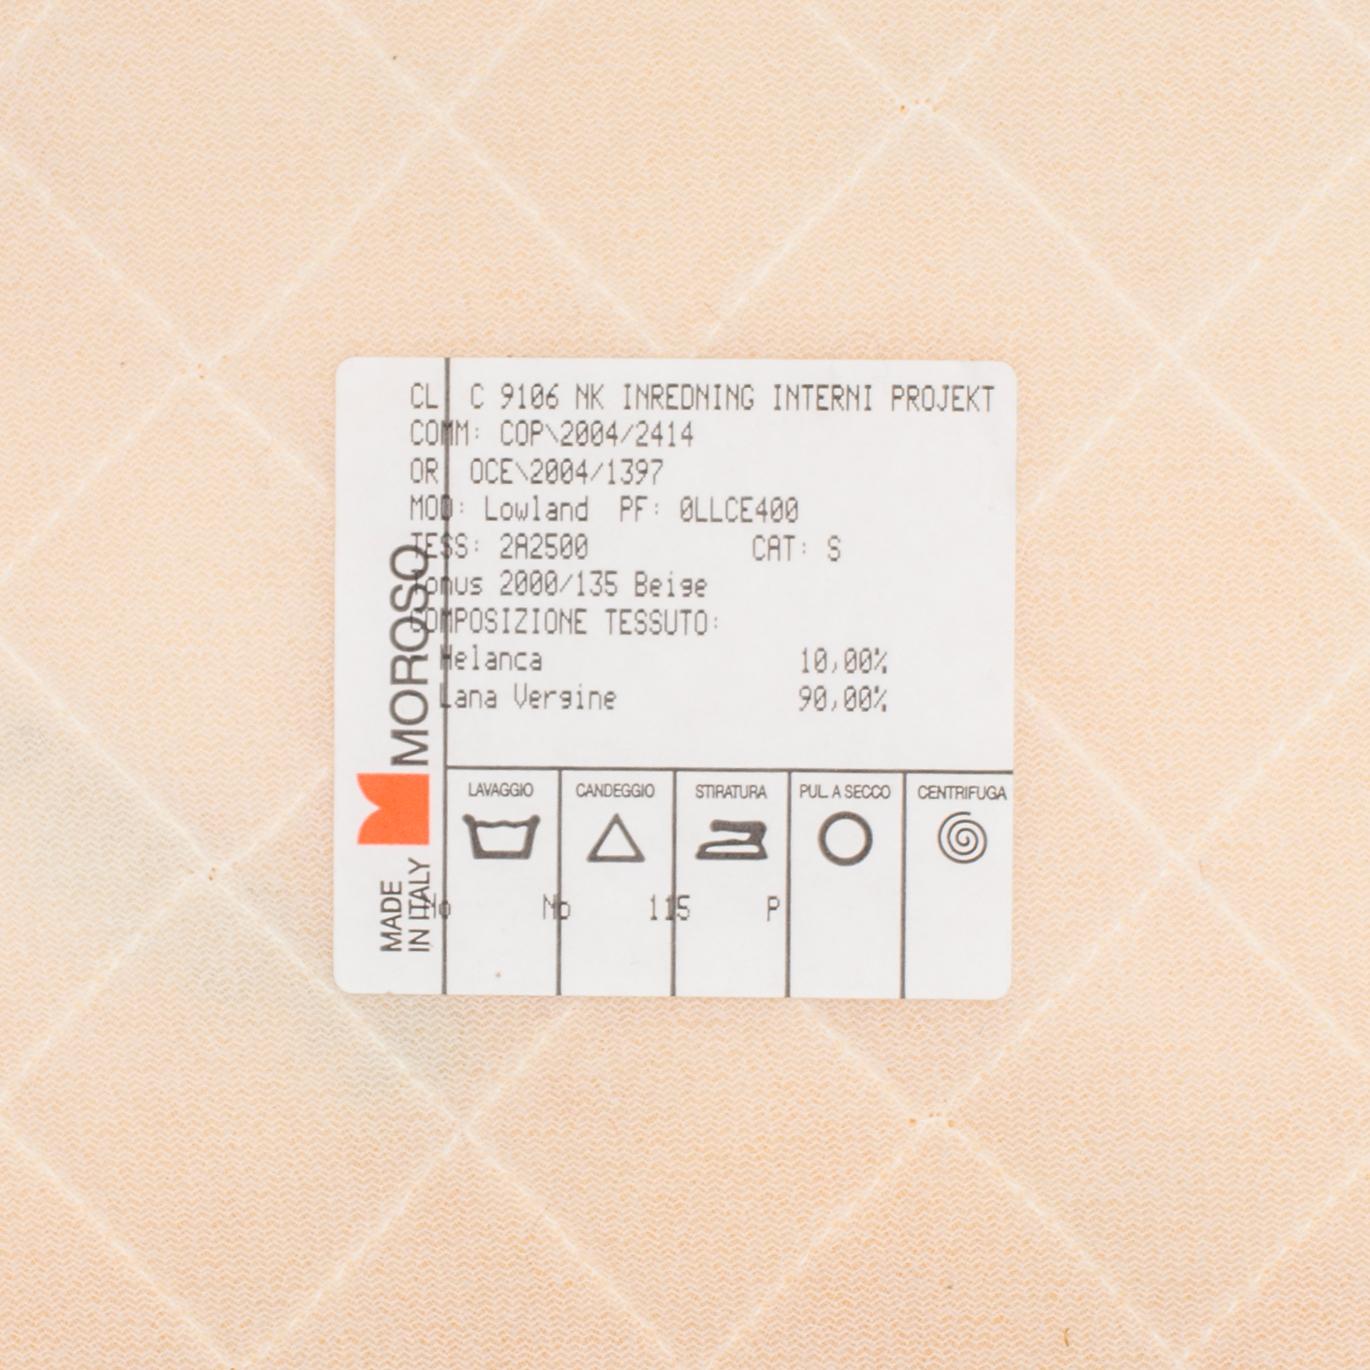 CL C 9106 NK INREDNING INTERNI PROJEKT
COMM: COP\2004/2414
OR OCE\2004/1397
MOD: Lowland PF: 0LLCE400
TESS: 2A2500 CAT: S
Tonus 2000/135 Beige
COMPOSIZIONE TESSUTO:
Helanca 10,00%
Lana Vergine 90,00%
MOROSO
MADE
IN ITALY
LAVAGGIO CANDEGGIO STIRATURA PUL. A SECCO CENTRIFUGA
No No 115 P